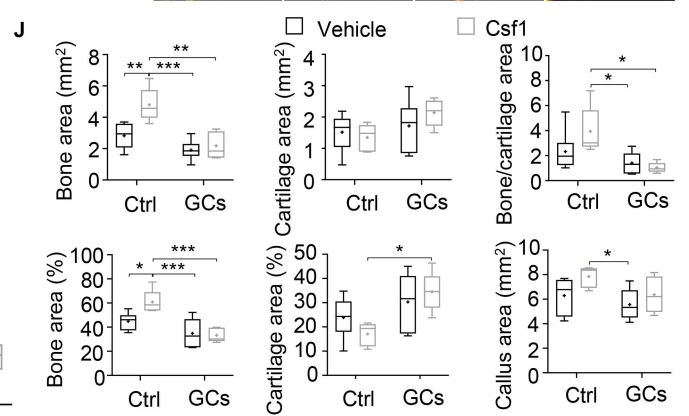 J
Vehicle
Csf1
Bone area (mm²)
8
6
4
2
0
**
** ***
Ctrl GCs
Cartilage area (mm²)
4
3
2
1
0
Ctrl GCs
Bone/cartilage area
10
8
6
4
2
0
*
*
Ctrl GCs
Bone area (%)
100
80
60
40
20
0
***
* ***
Ctrl GCs
Cartilage area (%)
50
40
30
20
10
0
*
Ctrl GCs
Callus area (mm²)
10
8
6
4
2
0
*
Ctrl GCs